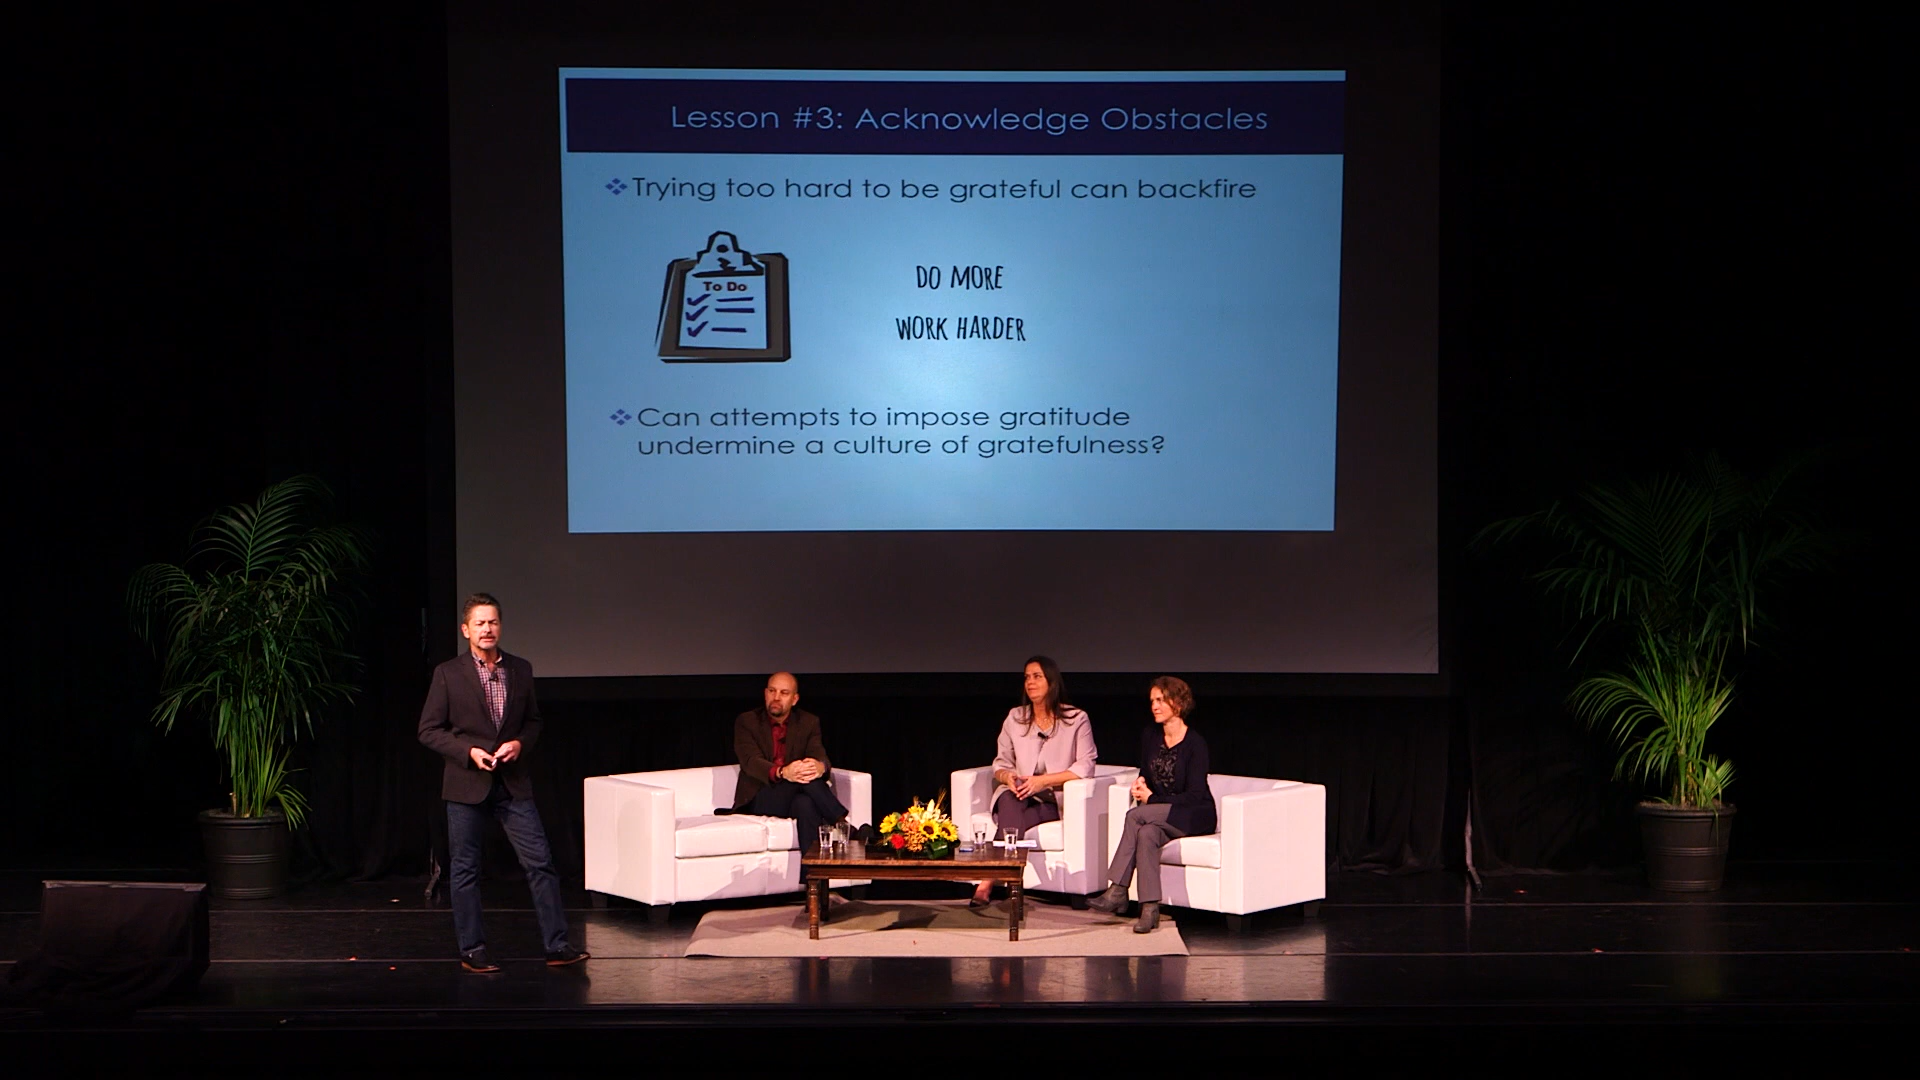 Lesson #3: Acknowledge Obstacles
Trying too hard to be grateful can backfire
To Do
DO MORE
WORK HARDER
Can attempts to impose gratitude
undermine a culture of gratefulness?